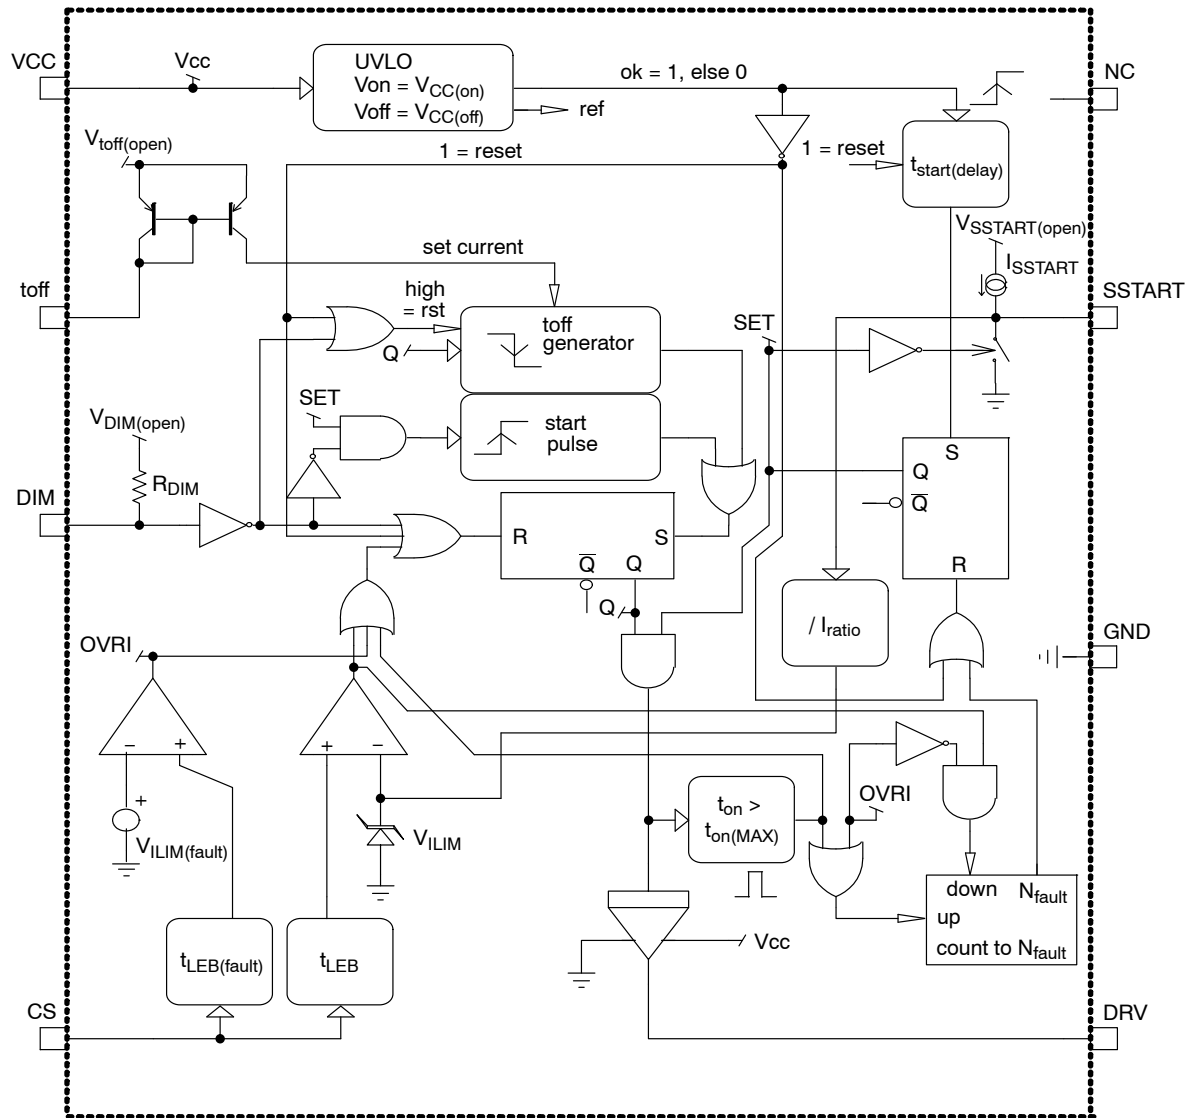 VCC
Vcc
UVLO
Von = VCC(on)
Voff = VCC(off)
ok = 1, else 0
ref
NC
Vtoff(open)
1 = reset
1 = reset
tstart(delay)
VSSTART(open)
ISSTART
set current
toff
high
= rst
Q
toff
generator
SET
SSTART
SET
start
pulse
VDIM(open)
RDIM
DIM
S
Q
Q
R
R
S
Q
Q
Q
/ Iratio
OVRI
GND
– +
+ –
+
VILIM(fault)
VILIM
ton >
ton(MAX)
OVRI
down Nfault
up
count to Nfault
Vcc
tLEB(fault)
tLEB
CS
DRV